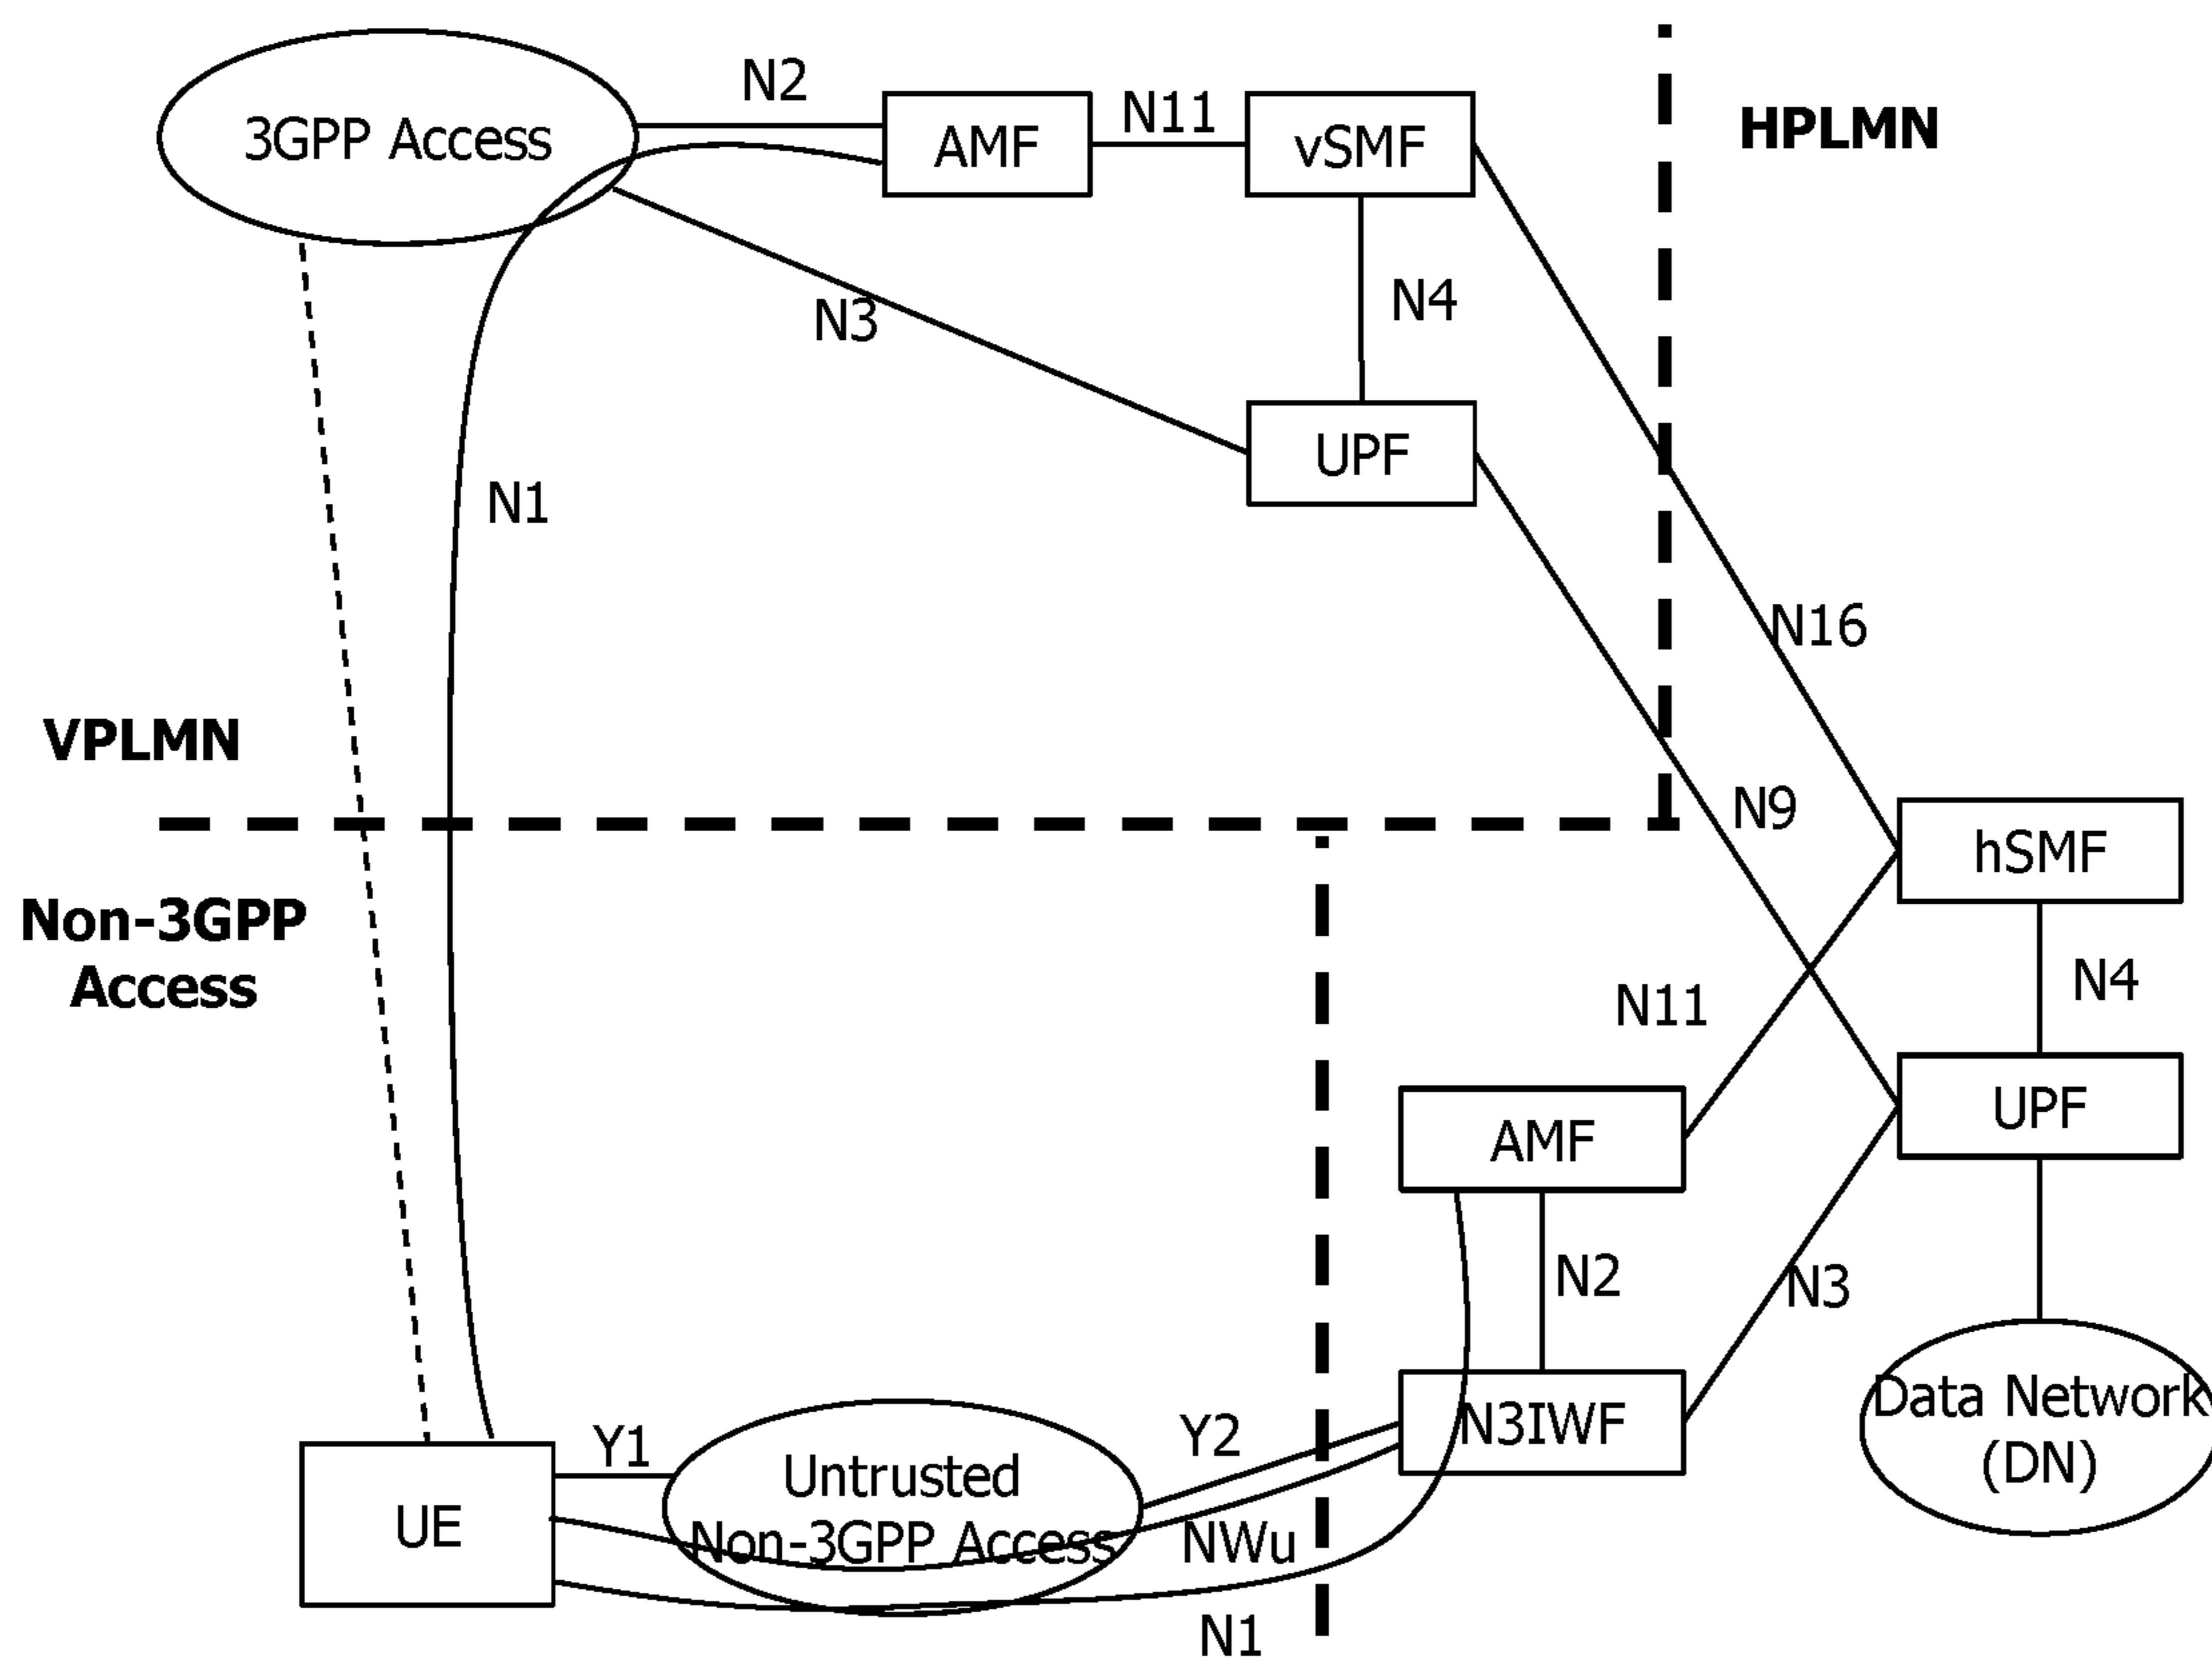 N2
3GPP Access
AMF
N11
vSMF
HPLMN
N3
N4
UPF
N1
N16
VPLMN
N9
hSMF
Non-3GPP
Access
N11
N4
AMF
UPF
N2
N3
Y1
Y2
N3IWF
Data Network
(DN)
UE
Untrusted
Non-3GPP Access
NWu
N1